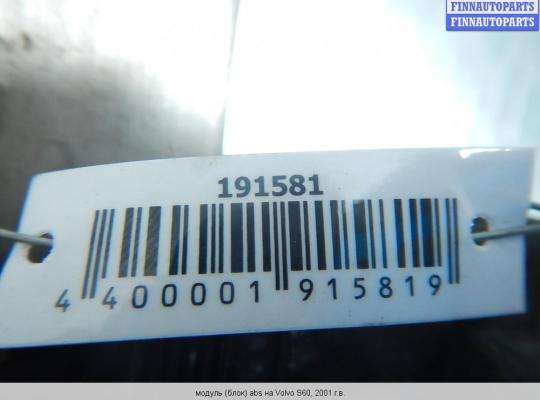 FINNAUTOPARTS
FINNAUTOPARTS
191581
4 400001 915819
модуль (блок) abs на Volvo S60, 2001 г.в.